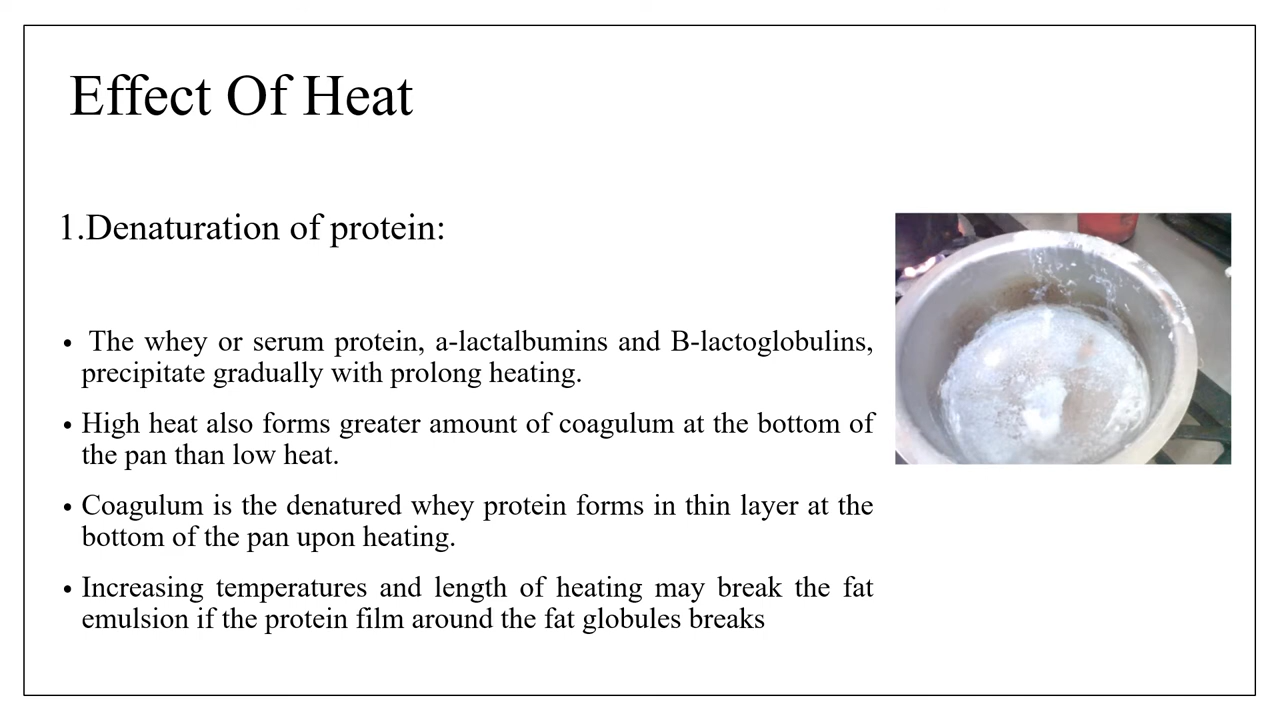 Effect Of Heat
1.Denaturation of protein:
• The whey or serum protein, a-lactalbumins and B-lactoglobulins,
precipitate gradually with prolong heating.
• High heat also forms greater amount of coagulum at the bottom of
the pan than low heat.
• Coagulum is the denatured whey protein forms in thin layer at the
bottom of the pan upon heating.
• Increasing temperatures and length of heating may break the fat
emulsion if the protein film around the fat globules breaks